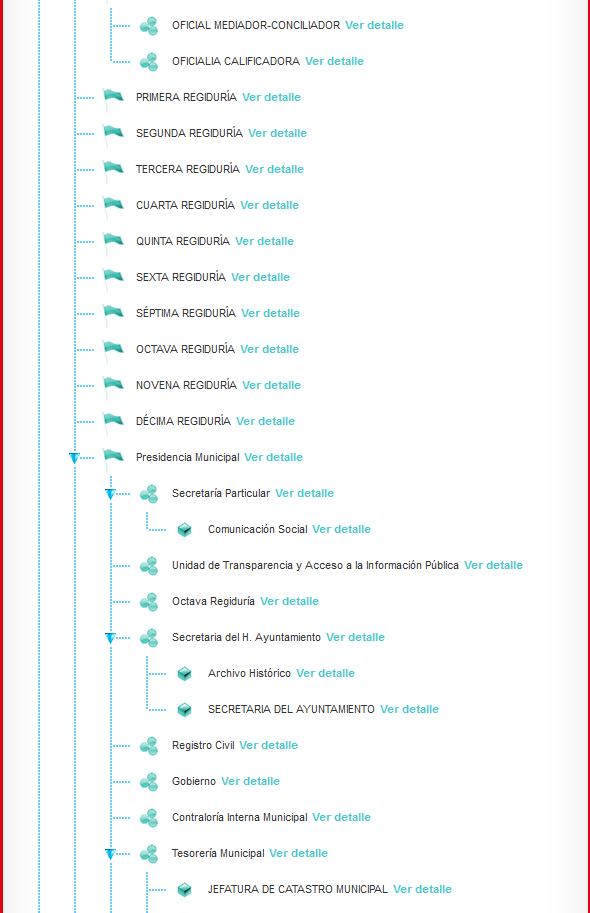 OFICIAL MEDIADOR-CONCILIADOR Ver detalle
OFICIALIA CALIFICADORA Ver detalle
PRIMERA REGIDURÍA Ver detalle
SEGUNDA REGIDURÍA Ver detalle
TERCERA REGIDURÍA Ver detalle
CUARTA REGIDURÍA Ver detalle
QUINTA REGIDURÍA Ver detalle
SEXTA REGIDURÍA Ver detalle
SÉPTIMA REGIDURÍA Ver detalle
OCTAVA REGIDURÍA Ver detalle
NOVENA REGIDURÍA Ver detalle
DÉCIMA REGIDURÍA Ver detalle
Presidencia Municipal Ver detalle
Secretaría Particular Ver detalle
Comunicación Social Ver detalle
Unidad de Transparencia y Acceso a la Información Pública Ver detalle
Octava Regiduría Ver detalle
Secretaria del H. Ayuntamiento Ver detalle
Archivo Histórico Ver detalle
SECRETARIA DEL AYUNTAMIENTO Ver detalle
Registro Civil Ver detalle
Gobierno Ver detalle
Contraloría Interna Municipal Ver detalle
Tesorería Municipal Ver detalle
JEFATURA DE CATASTRO MUNICIPAL Ver detalle